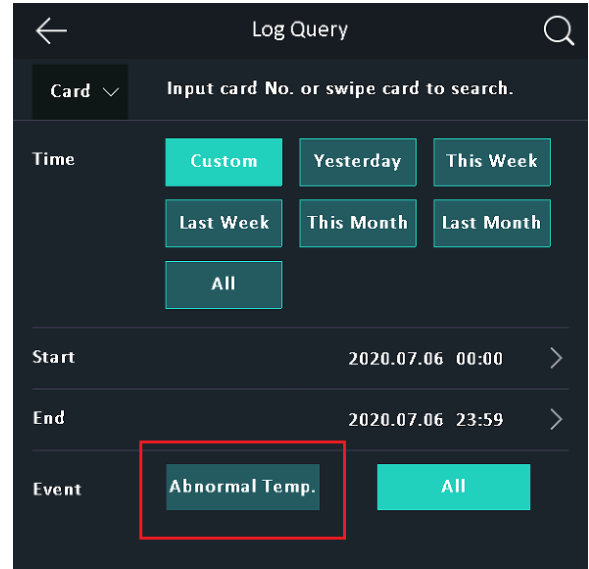 Log Query
Card Input card No. or swipe card to search.
Time Custom Yesterday This Week
Last Week This Month Last Month
All
Start 2020.07.06 00:00
End 2020.07.06 23:59
Event Abnormal Temp. All